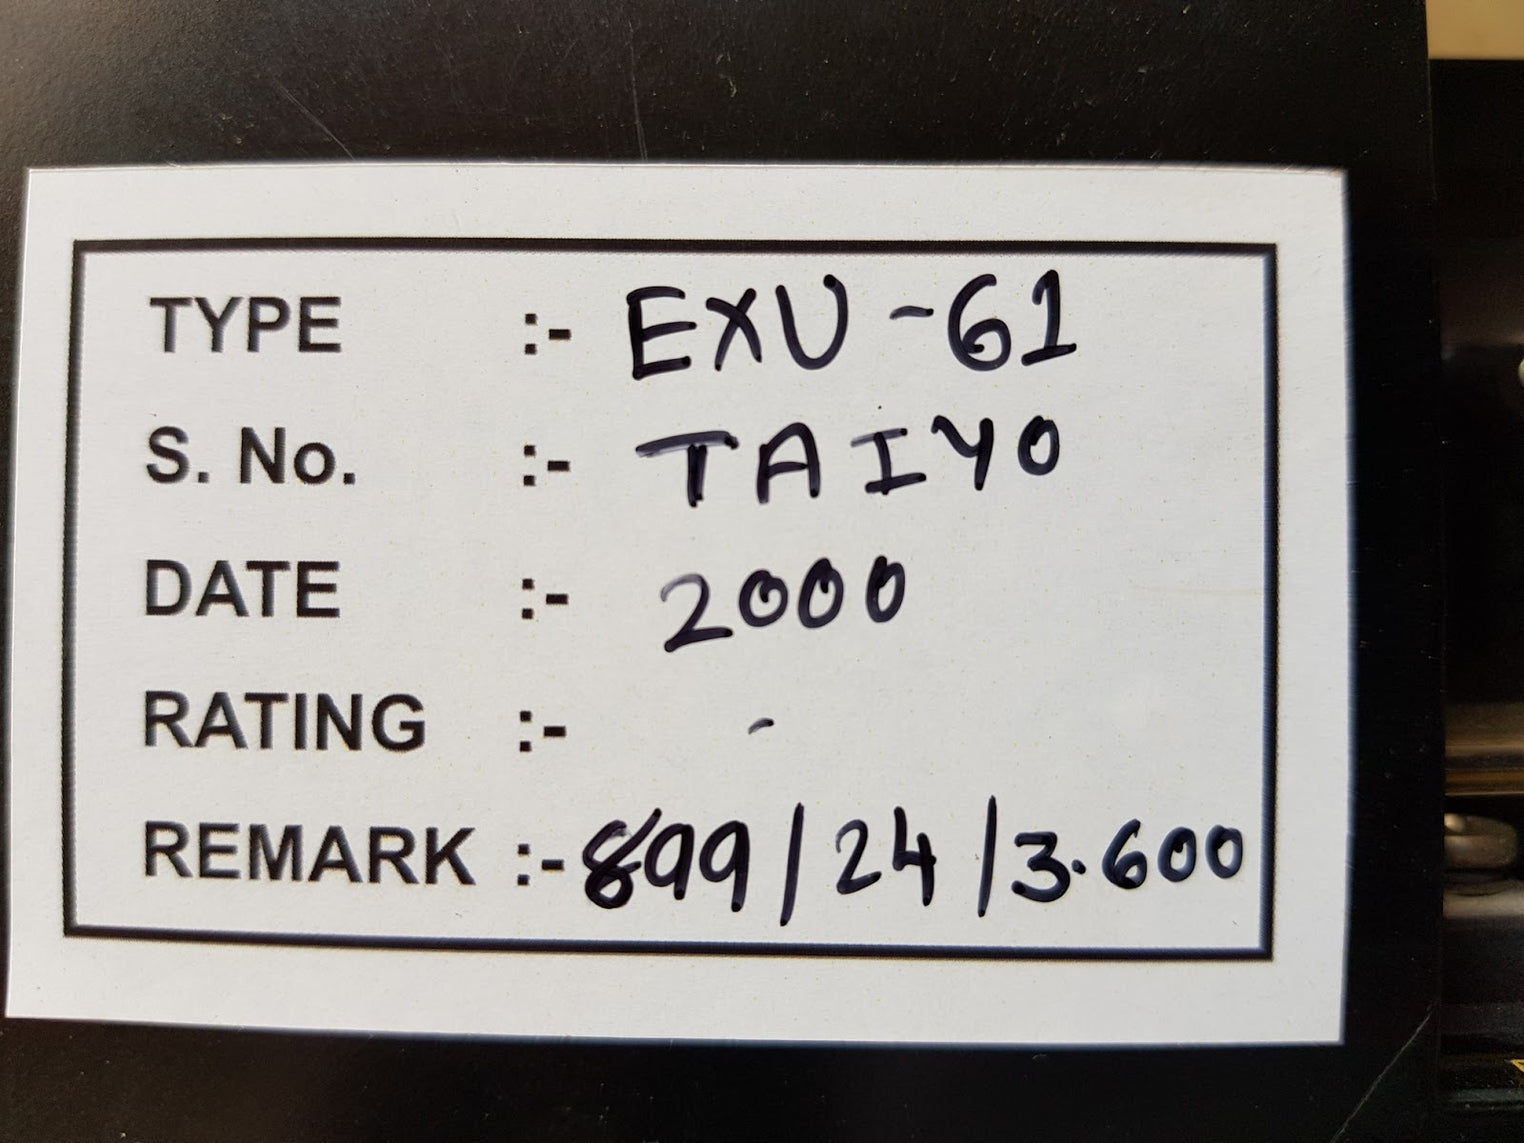 TYPE :- EXU-61
S. No. :- TAIYO
DATE :- 2000
RATING :- -
REMARK :- 899/24/3.600